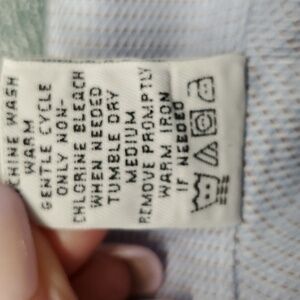 CHINE WASH
WARM
GENTLE CYCLE
ONLY NON-
CHLORINE BLEACH
WHEN NEEDED
TUMBLE DRY
MEDIUM
REMOVE PROMPTLY
WARM IRON
IF NEEDED